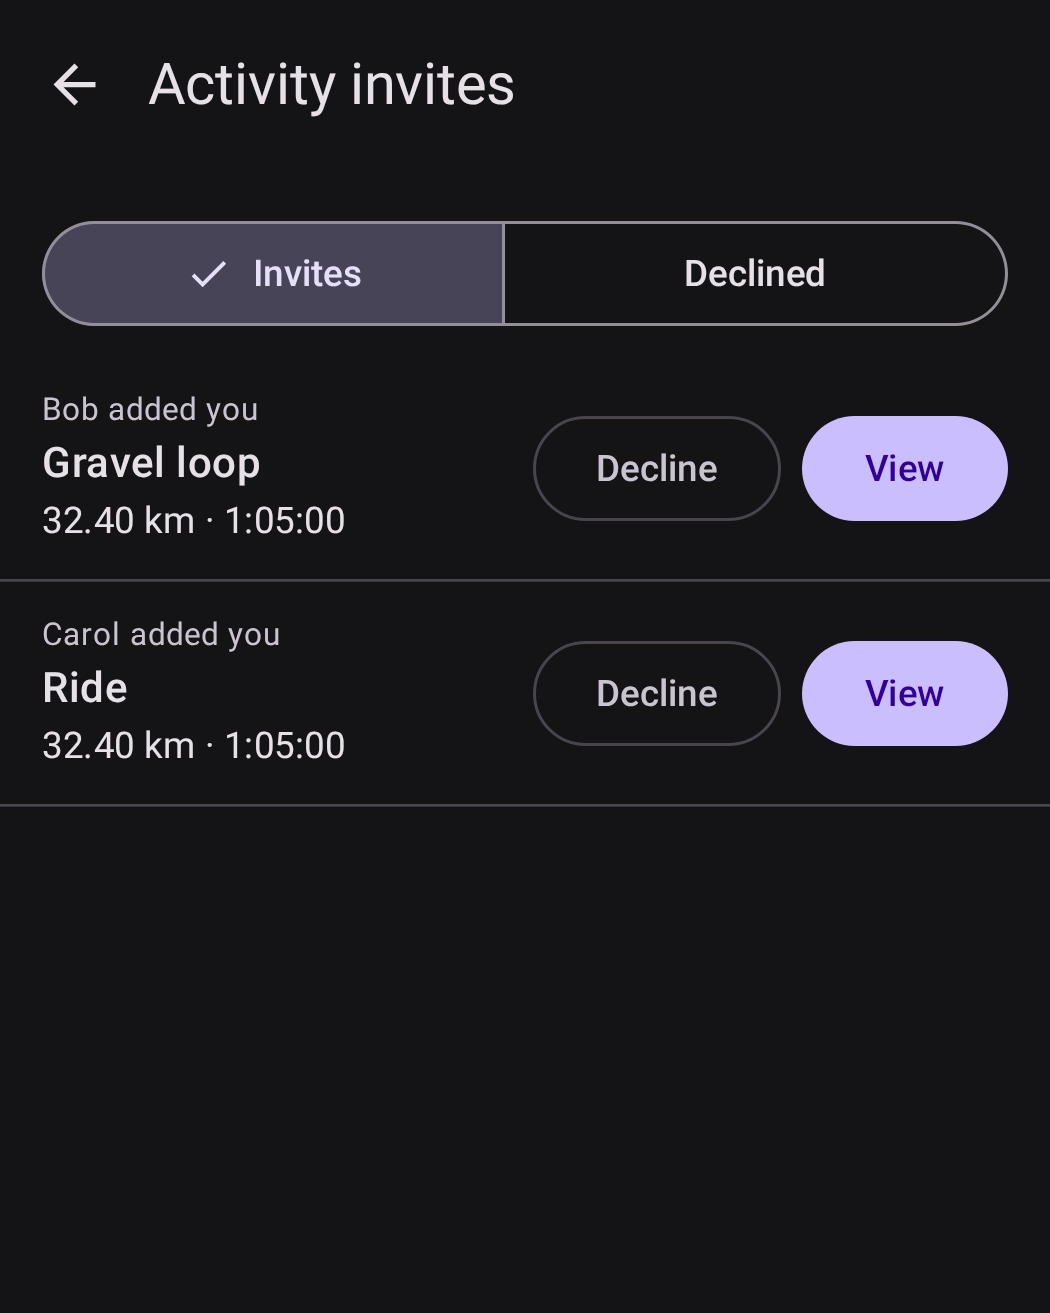 Activity invites
Invites
Declined
Bob added you
Gravel loop
32.40 km · 1:05:00
Decline
View
Carol added you
Ride
32.40 km · 1:05:00
Decline
View